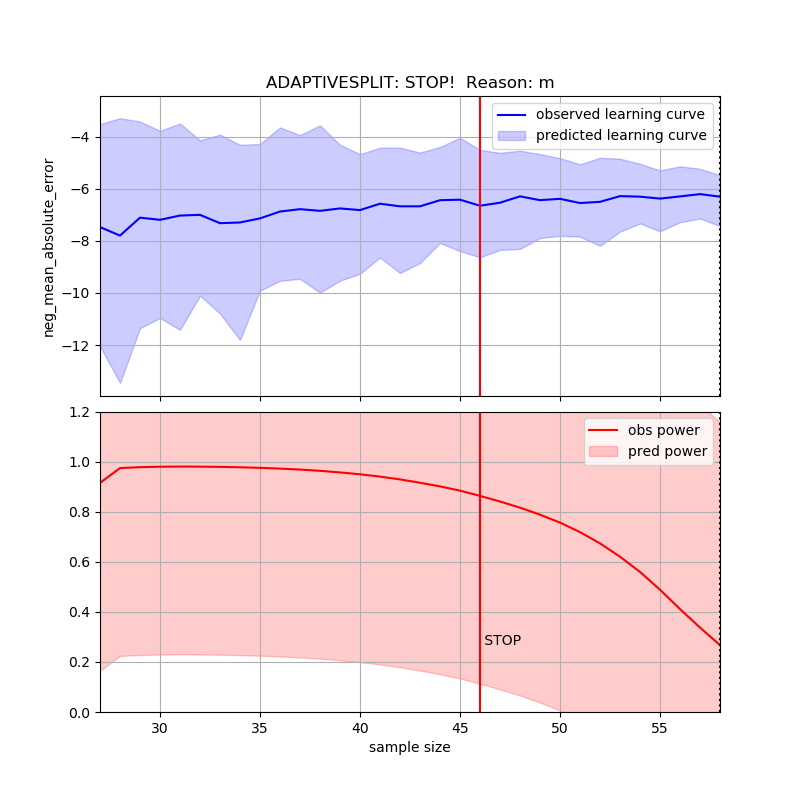 ADAPTIVESPLIT: STOP!  Reason: m
observed learning curve
predicted learning curve
neg_mean_absolute_error
−4
−6
−8
−10
−12
obs power
pred power
1.2
1.0
0.8
0.6
0.4
0.2
0.0
STOP
30 35 40 45 50 55
sample size